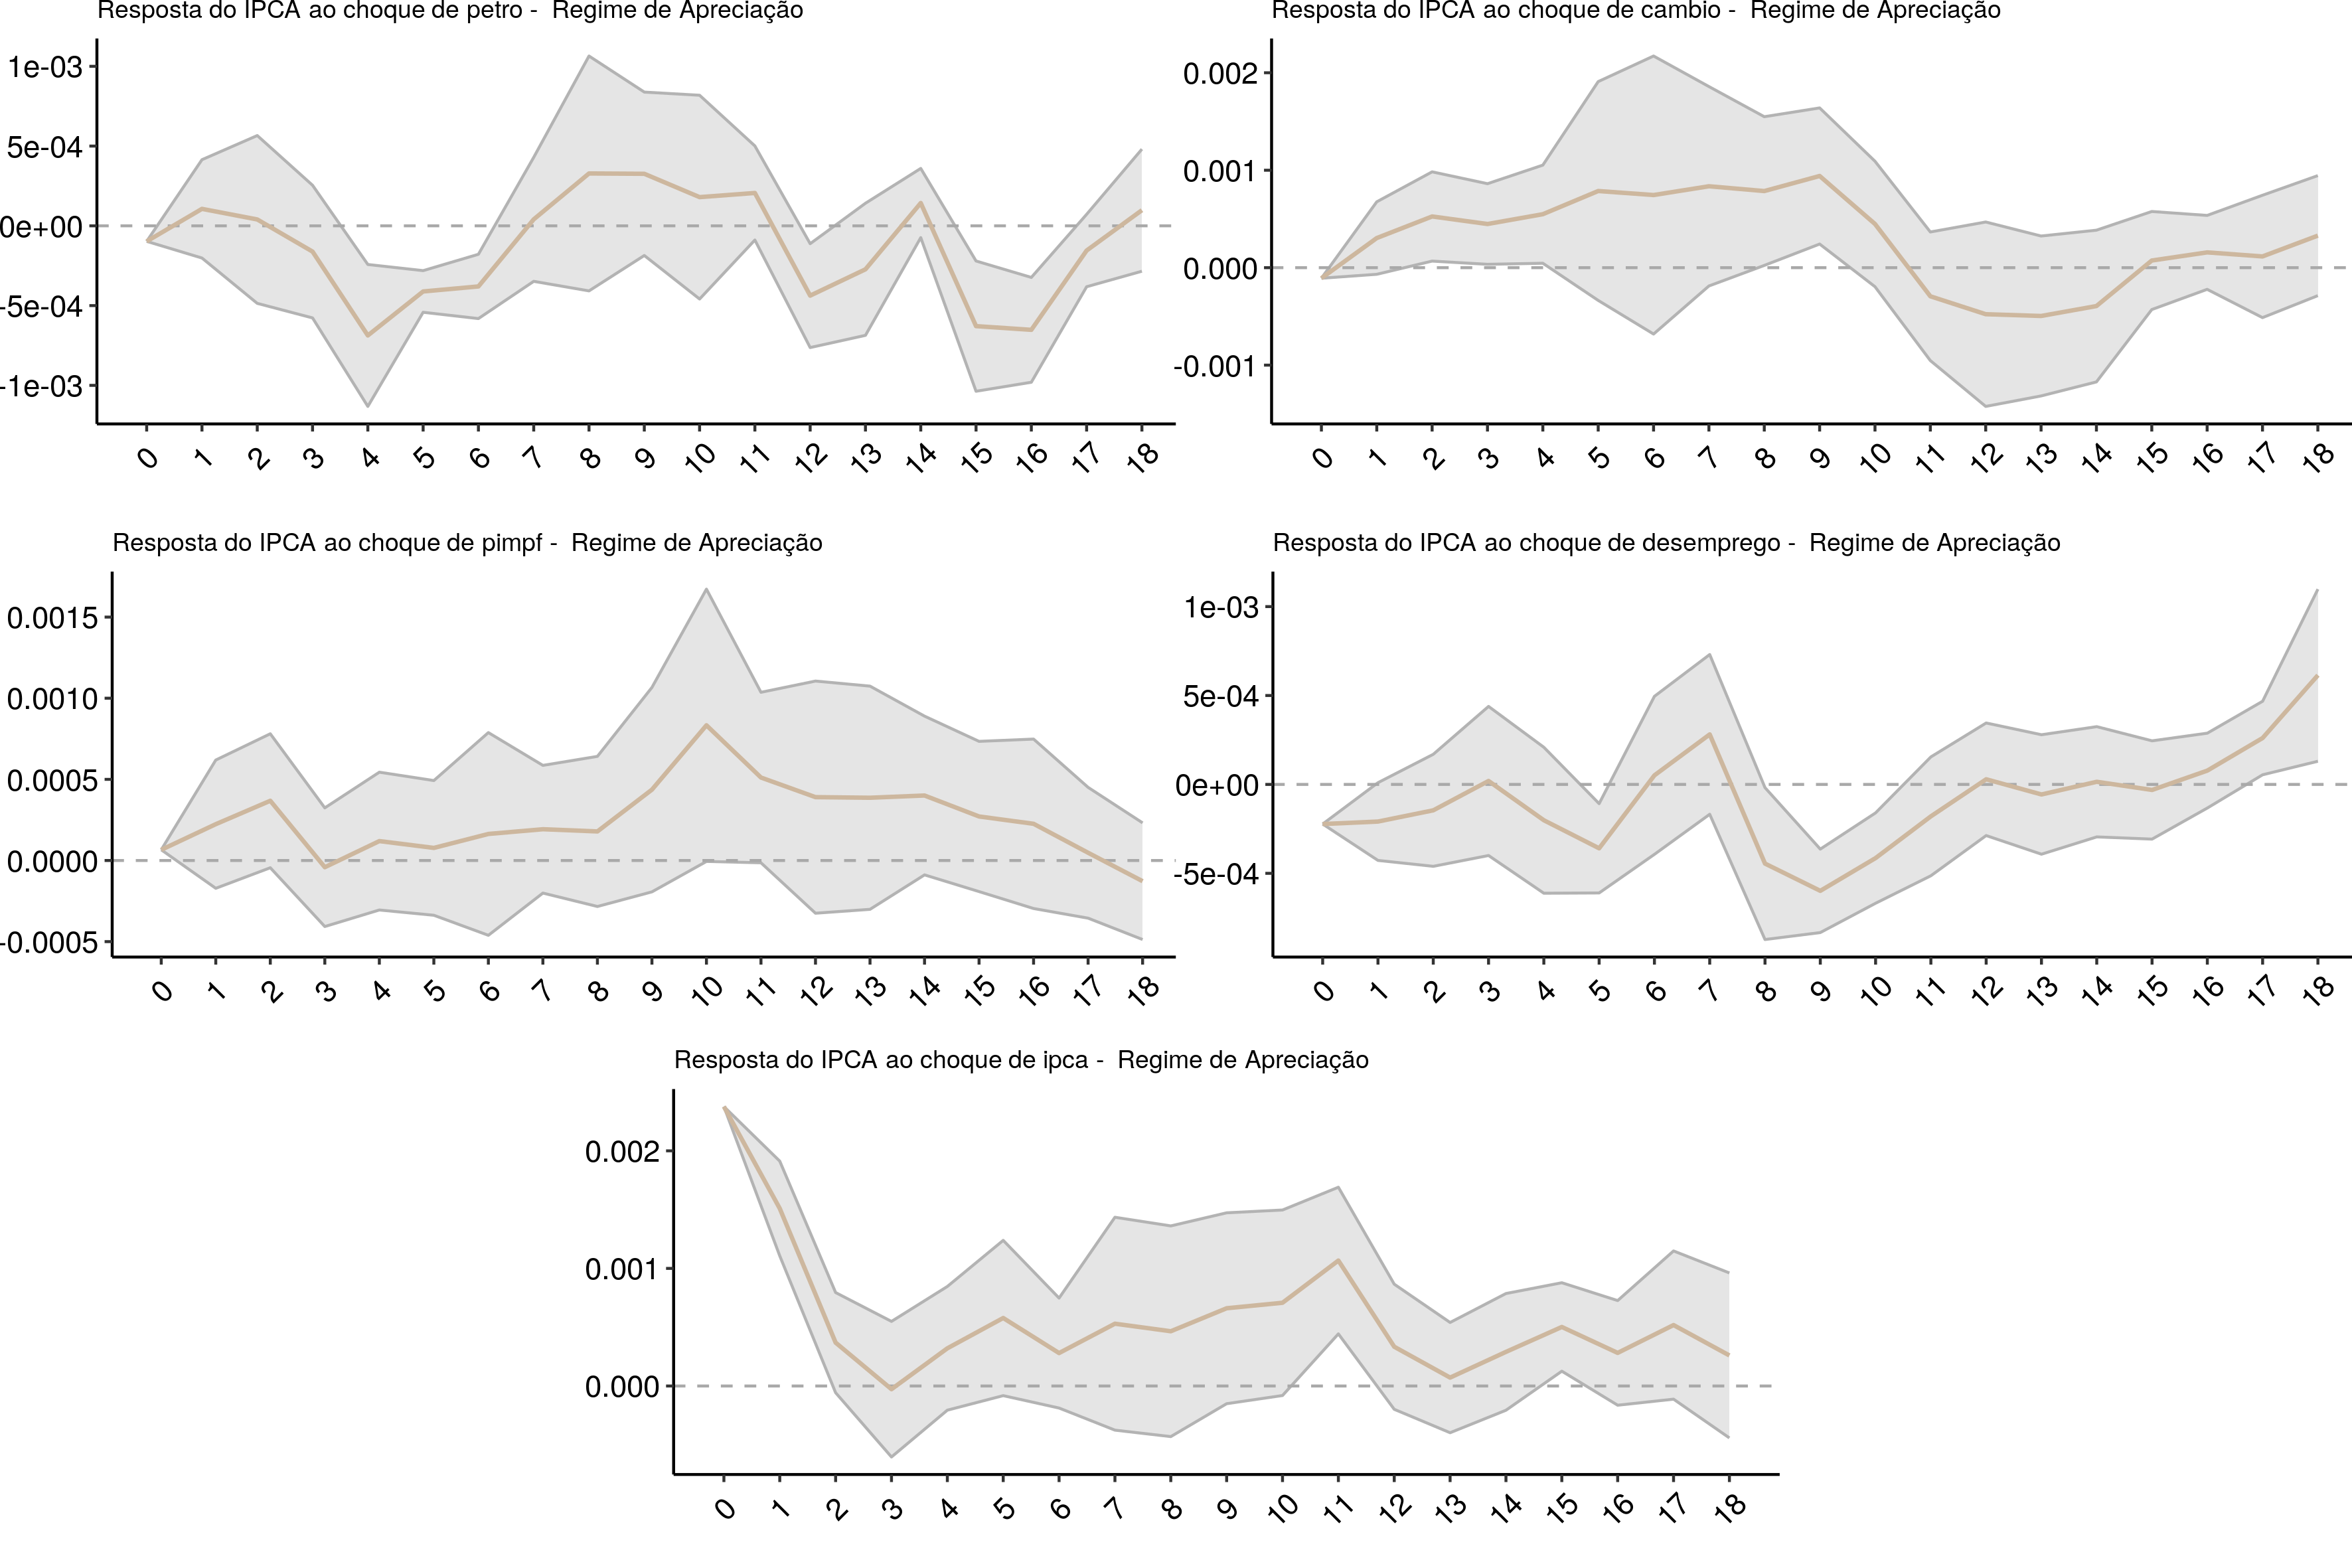 Resposta do IPCA ao choque de petro - Regime de Apreciação
1e-03
5e-04
0e+00
-5e-04
-1e-03
0 1 2 3 4 5 6 7 8 9 10 11 12 13 14 15 16 17 18
Resposta do IPCA ao choque de cambio - Regime de Apreciação
0.002
0.001
0.000
-0.001
0 1 2 3 4 5 6 7 8 9 10 11 12 13 14 15 16 17 18
Resposta do IPCA ao choque de pimpf - Regime de Apreciação
0.0015
0.0010
0.0005
0.0000
-0.0005
0 1 2 3 4 5 6 7 8 9 10 11 12 13 14 15 16 17 18
Resposta do IPCA ao choque de desemprego - Regime de Apreciação
1e-03
5e-04
0e+00
-5e-04
0 1 2 3 4 5 6 7 8 9 10 11 12 13 14 15 16 17 18
Resposta do IPCA ao choque de ipca - Regime de Apreciação
0.002
0.001
0.000
0 1 2 3 4 5 6 7 8 9 10 11 12 13 14 15 16 17 18